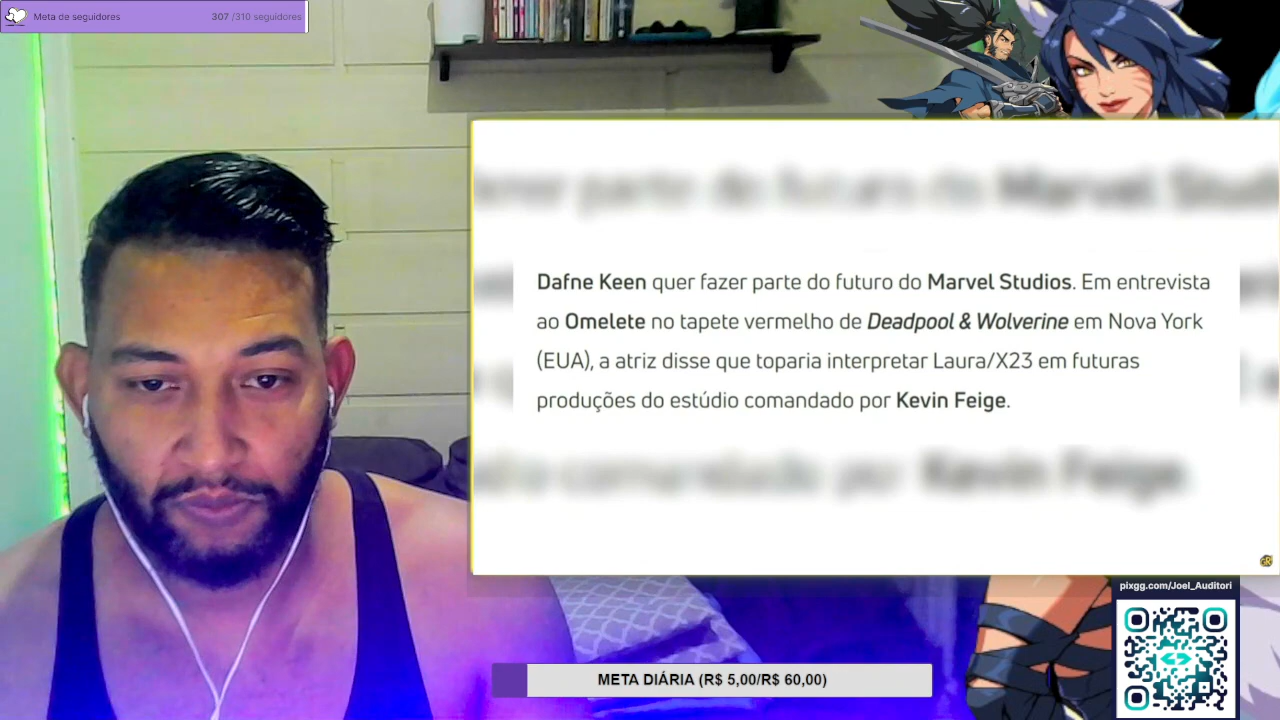 Meta de seguidores 307 /310 seguidores
Dafne Keen quer fazer parte do futuro do Marvel Studios. Em entrevista
ao Omelete no tapete vermelho de Deadpool & Wolverine em Nova York
(EUA), a atriz disse que toparia interpretar Laura/X23 em futuras
produções do estúdio comandado por Kevin Feige.
pixgg.com/Joel_Auditori
META DIÁRIA (R$ 5,00/R$ 60,00)